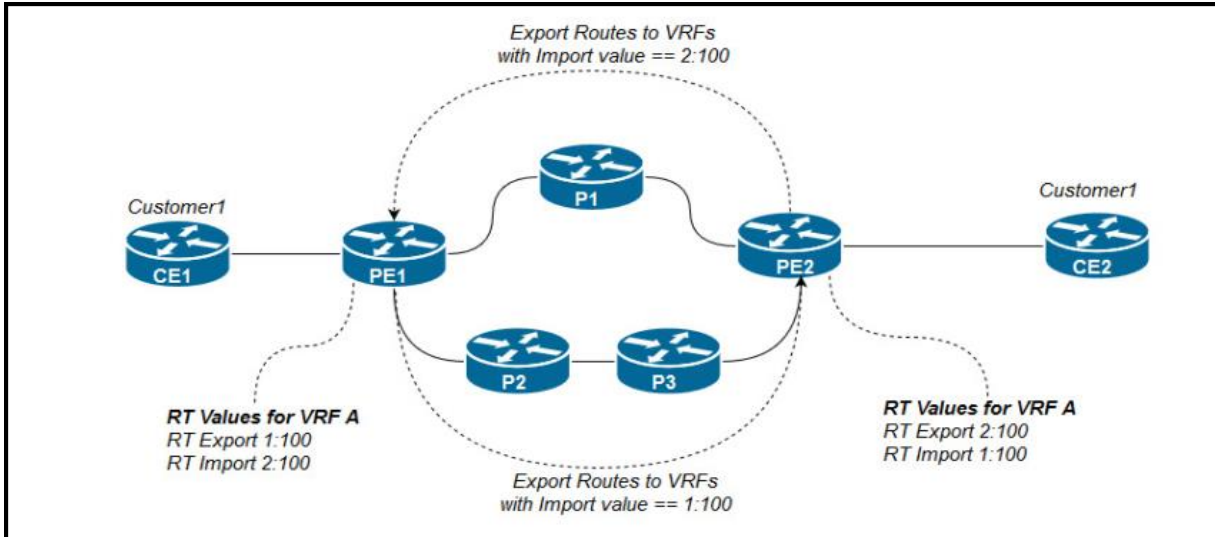 Export Routes to VRFs
with Import value == 2:100
P1
Customer1
Customer1
CE1
PE1
PE2
CE2
P2
P3
RT Values for VRF A
RT Export 1:100
RT Import 2:100
RT Values for VRF A
RT Export 2:100
RT Import 1:100
Export Routes to VRFs
with Import value == 1:100